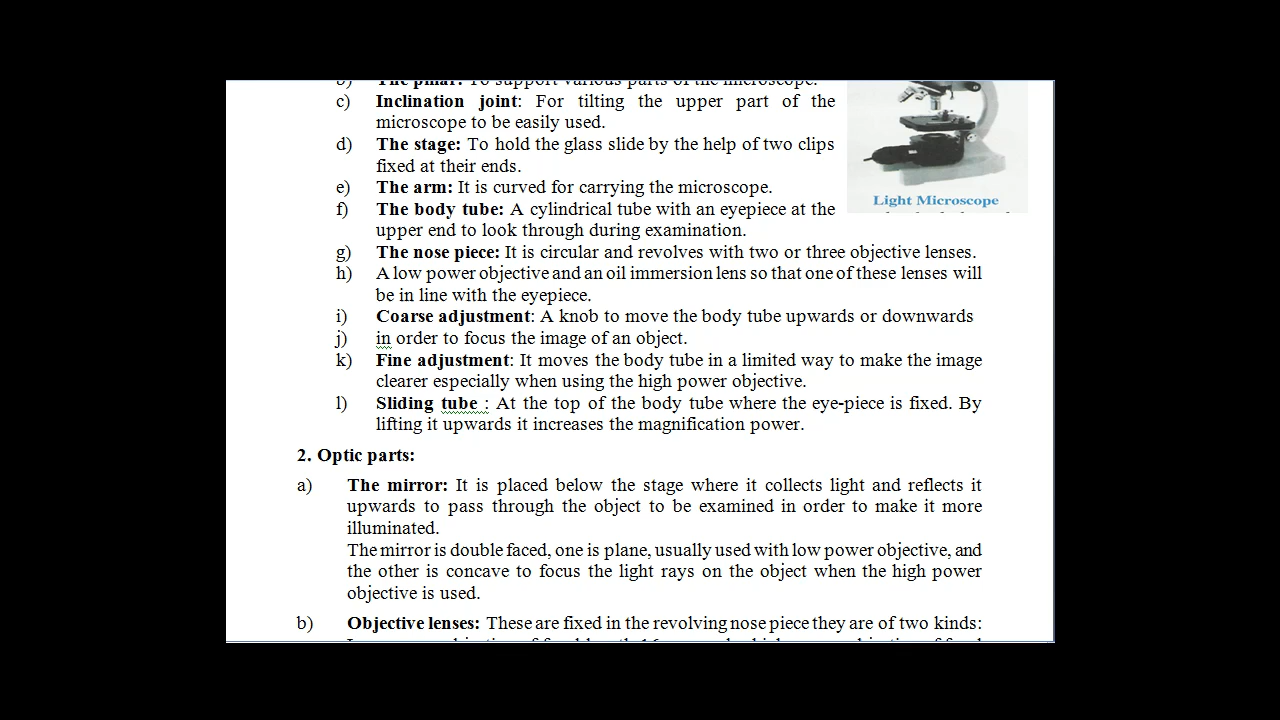 b) The pillar: To support various parts of the microscope.
c) Inclination joint: For tilting the upper part of the
microscope to be easily used.
d) The stage: To hold the glass slide by the help of two clips
fixed at their ends.
e) The arm: It is curved for carrying the microscope.
Light Microscope
f) The body tube: A cylindrical tube with an eyepiece at the
upper end to look through during examination.
g) The nose piece: It is circular and revolves with two or three objective lenses.
h) A low power objective and an oil immersion lens so that one of these lenses will
be in line with the eyepiece.
i) Coarse adjustment: A knob to move the body tube upwards or downwards
j) in order to focus the image of an object.
k) Fine adjustment: It moves the body tube in a limited way to make the image
clearer especially when using the high power objective.
l) Sliding tube : At the top of the body tube where the eye-piece is fixed. By
lifting it upwards it increases the magnification power.
2. Optic parts:
a) The mirror: It is placed below the stage where it collects light and reflects it
upwards to pass through the object to be examined in order to make it more
illuminated.
The mirror is double faced, one is plane, usually used with low power objective, and
the other is concave to focus the light rays on the object when the high power
objective is used.
b) Objective lenses: These are fixed in the revolving nose piece they are of two kinds: